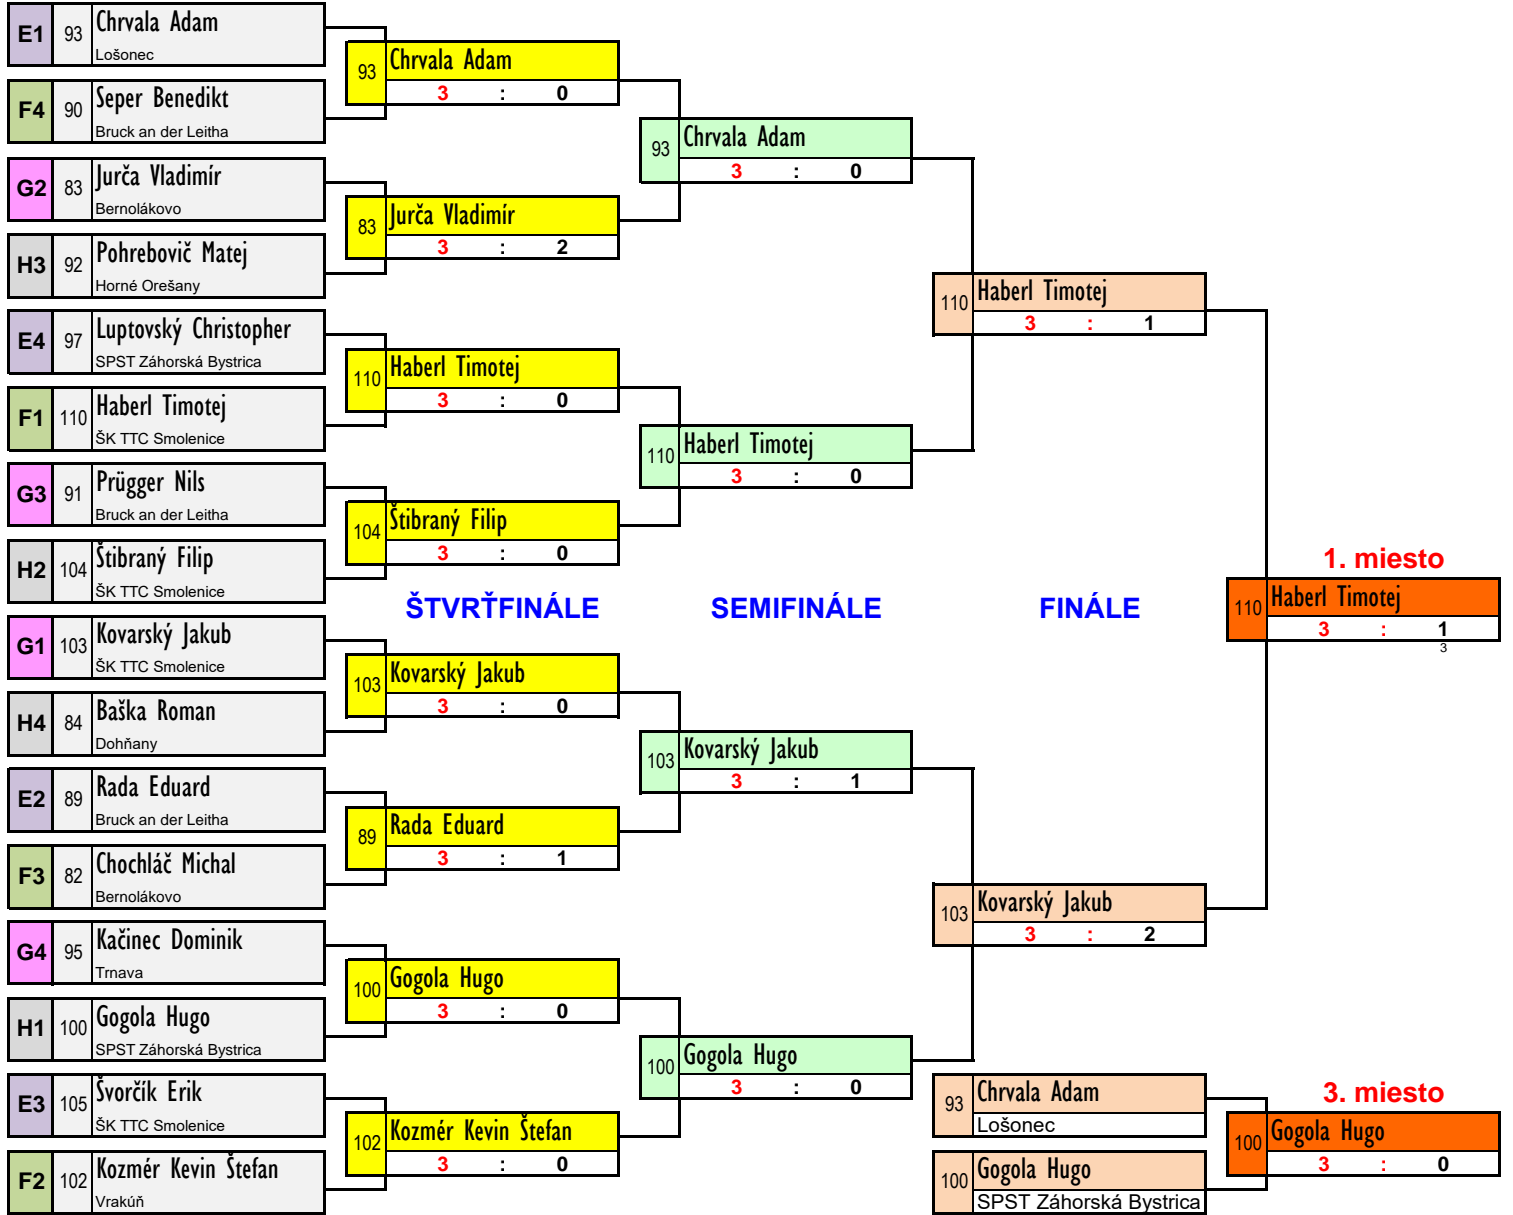 E1 93 Chrvala Adam
Lošonec
F4 90 Seper Benedikt
Bruck an der Leitha
G2 83 Jurča Vladimír
Bernolákovo
H3 92 Pohrebovič Matej
Horné Orešany
E4 97 Luptovský Christopher
SPST Záhorská Bystrica
F1 110 Haberl Timotej
ŠK TTC Smolenice
G3 91 Prügger Nils
Bruck an der Leitha
H2 104 Štibraný Filip
ŠK TTC Smolenice
G1 103 Kovarský Jakub
ŠK TTC Smolenice
H4 84 Baška Roman
Dohňany
E2 89 Rada Eduard
Bruck an der Leitha
F3 82 Chochláč Michal
Bernolákovo
G4 95 Kačinec Dominik
Trnava
H1 100 Gogola Hugo
SPST Záhorská Bystrica
E3 105 Švorčík Erik
ŠK TTC Smolenice
F2 102 Kozmér Kevin Štefan
Vrakúň
93 Chrvala Adam
3 : 0
83 Jurča Vladimír
3 : 2
110 Haberl Timotej
3 : 0
104 Štibraný Filip
3 : 0
ŠTVRŤFINÁLE
103 Kovarský Jakub
3 : 0
89 Rada Eduard
3 : 1
100 Gogola Hugo
3 : 0
102 Kozmér Kevin Štefan
3 : 0
93 Chrvala Adam
3 : 0
110 Haberl Timotej
3 : 0
SEMIFINÁLE
103 Kovarský Jakub
3 : 1
100 Gogola Hugo
3 : 0
110 Haberl Timotej
3 : 1
FINÁLE
103 Kovarský Jakub
3 : 2
93 Chrvala Adam
Lošonec
100 Gogola Hugo
SPST Záhorská Bystrica
1. miesto
110 Haberl Timotej
3 : 1
3
3. miesto
100 Gogola Hugo
3 : 0